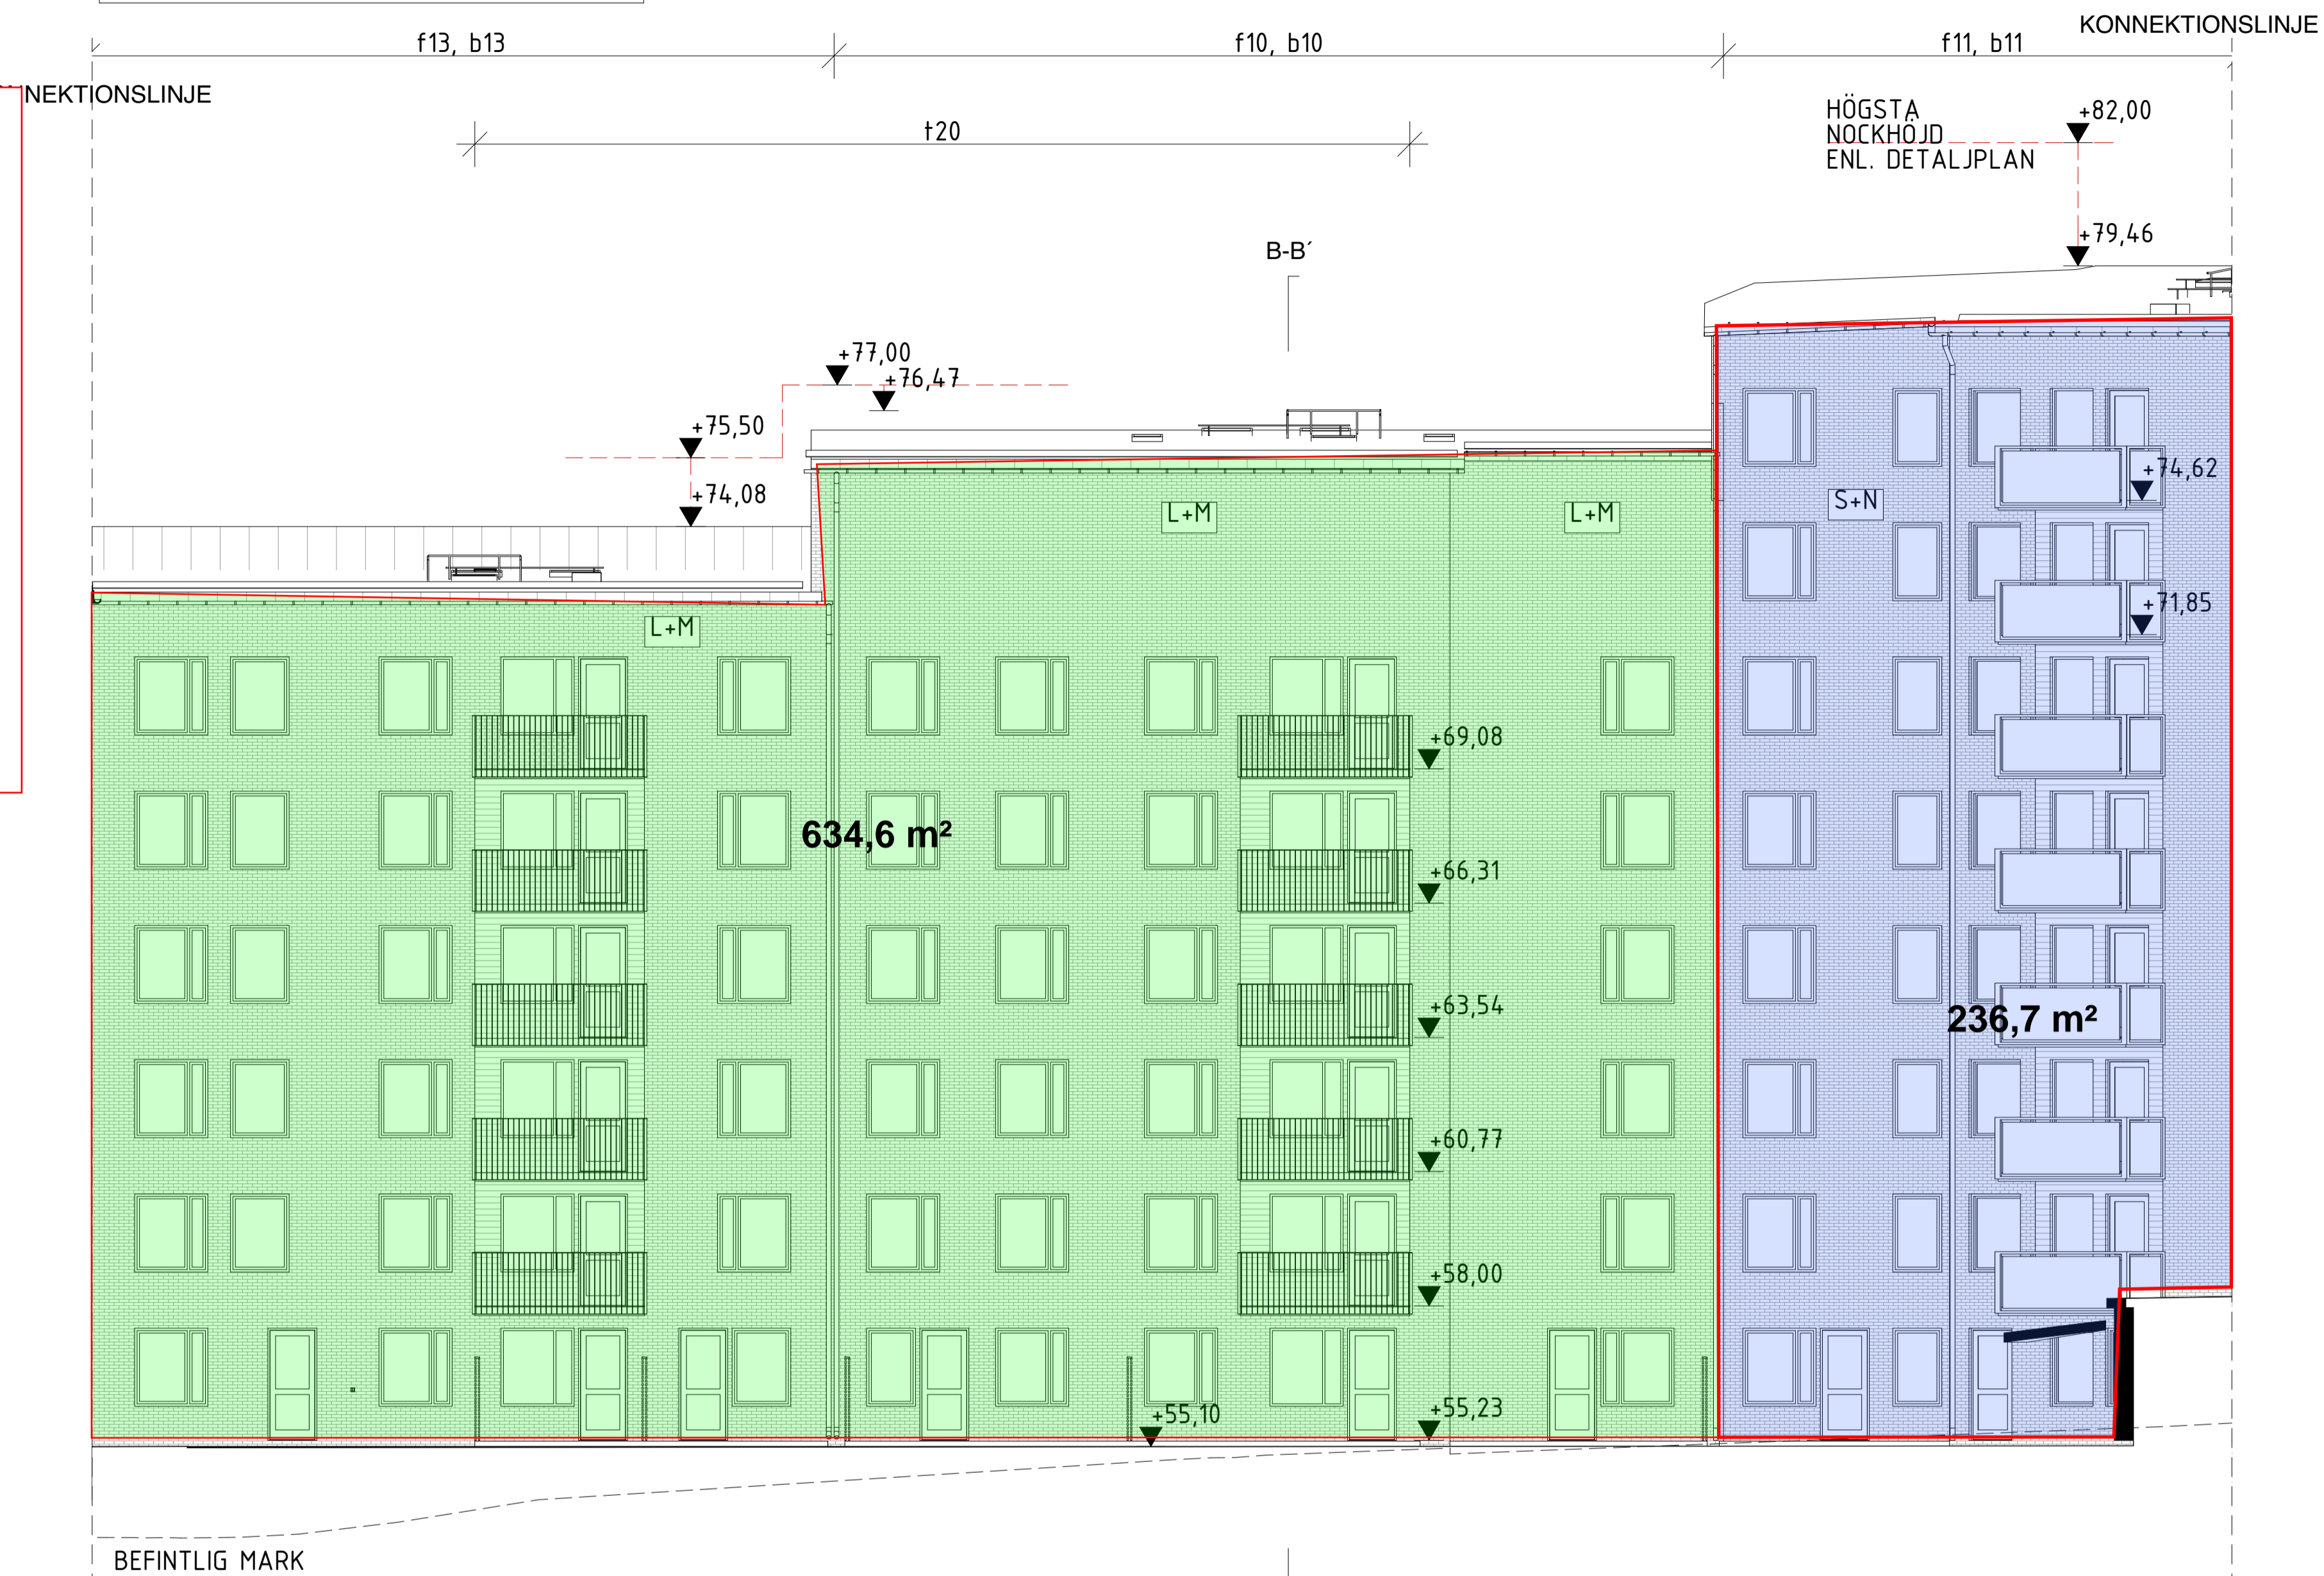 KONNEKTIONSLINJE
f13, b13
f10, b10
f11, b11
NEKTIONSLINJE
t20
HÖGSTA
NOCKHÖJD
ENL. DETALJPLAN
+82,00
+79,46
B-B´
+77,00
+76,47
+75,50
+74,08
+74,62
S+N
L+M
L+M
+71,85
L+M
+69,08
634,6 m²
+66,31
+63,54
236,7 m²
+60,77
+58,00
+55,23
+55,10
BEFINTLIG MARK